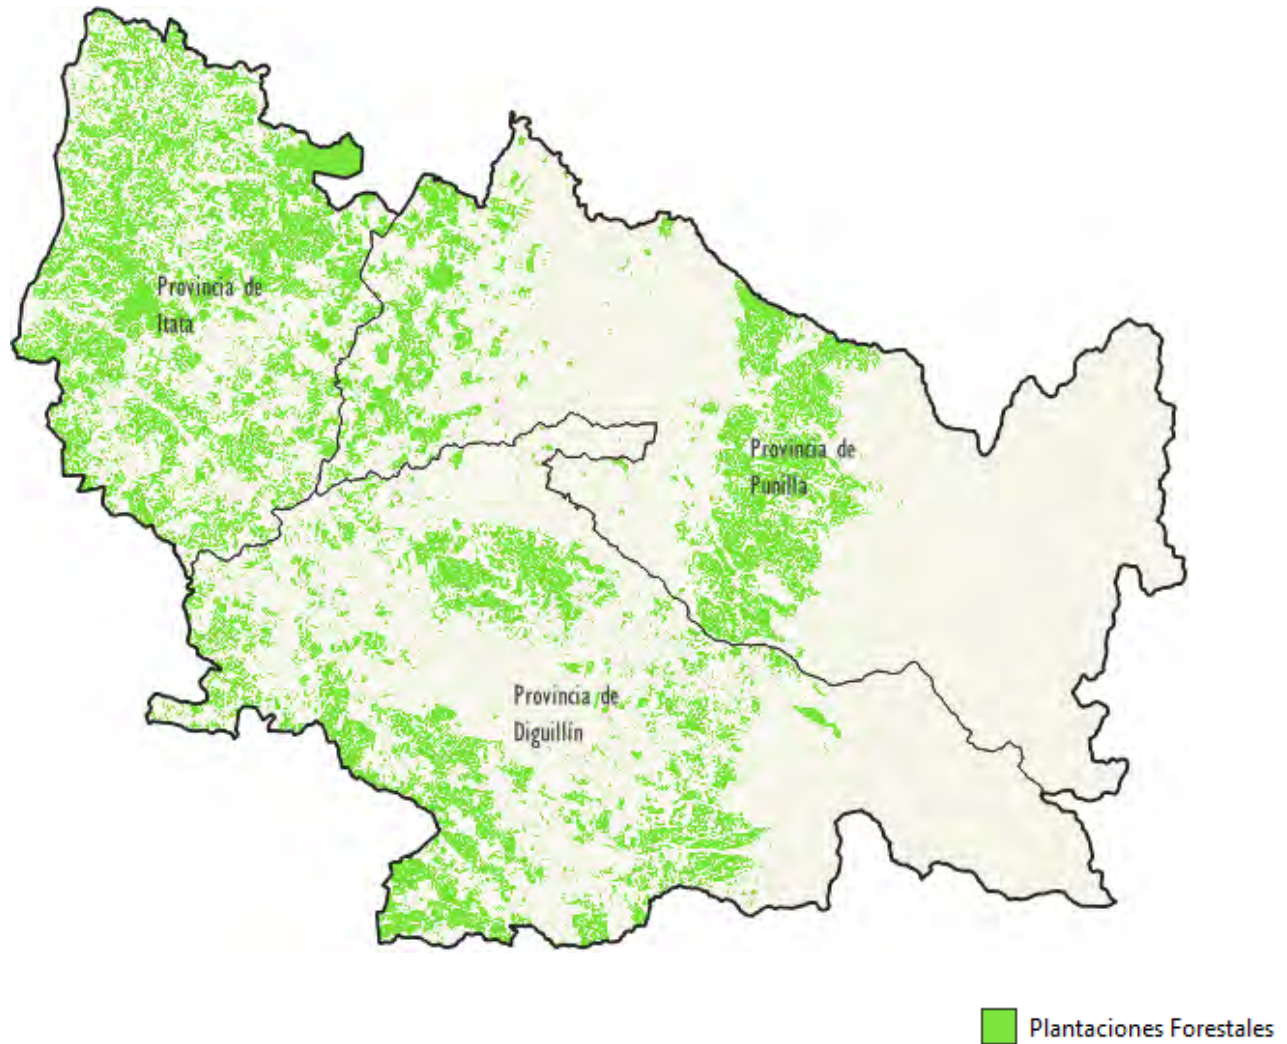 Provincia de
Itata
Provincia de
Punilla
Provincia de
Diguillín
Plantaciones Forestales